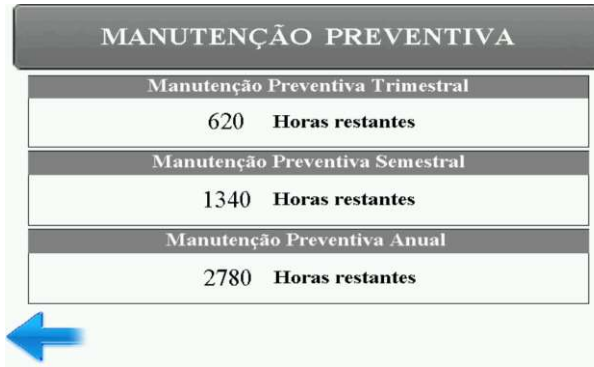 MANUTENÇÃO PREVENTIVA
Manutenção Preventiva Trimestral
620 Horas restantes
Manutenção Preventiva Semestral
1340 Horas restantes
Manutenção Preventiva Anual
2780 Horas restantes